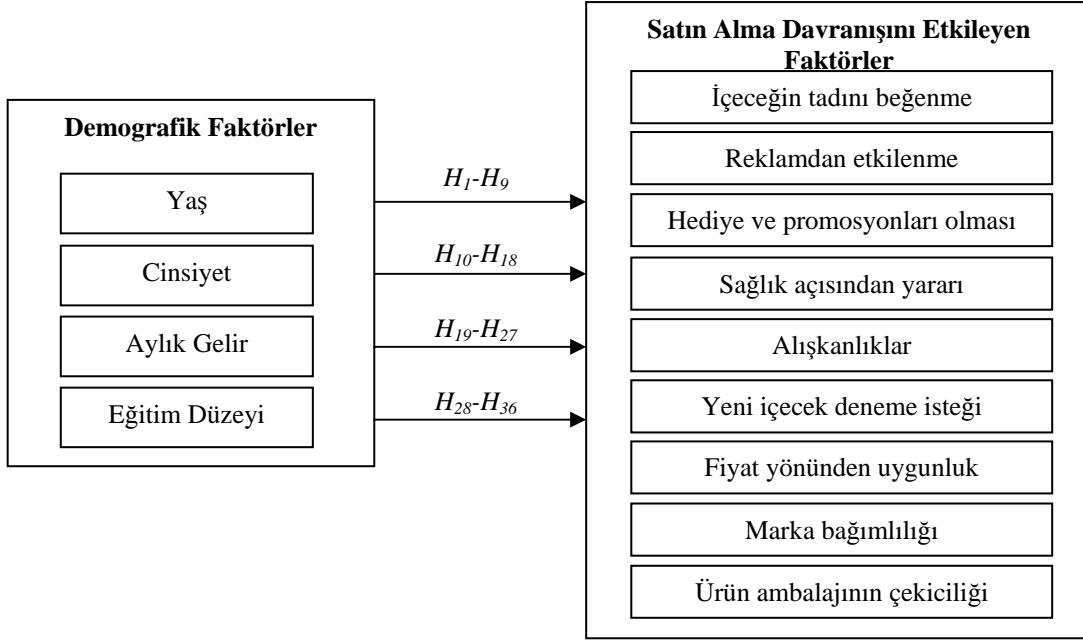 Demografik Faktörler
Yaş
Cinsiyet
Aylık Gelir
Eğitim Düzeyi
H1-H9
H10-H18
H19-H27
H28-H36
Satın Alma Davranışını Etkileyen
Faktörler
İçeceğin tadını beğenme
Reklamdan etkilenme
Hediye ve promosyonları olması
Sağlık açısından yararı
Alışkanlıklar
Yeni içecek deneme isteği
Fiyat yönünden uygunluk
Marka bağımlılığı
Ürün ambalajının çekiciliği